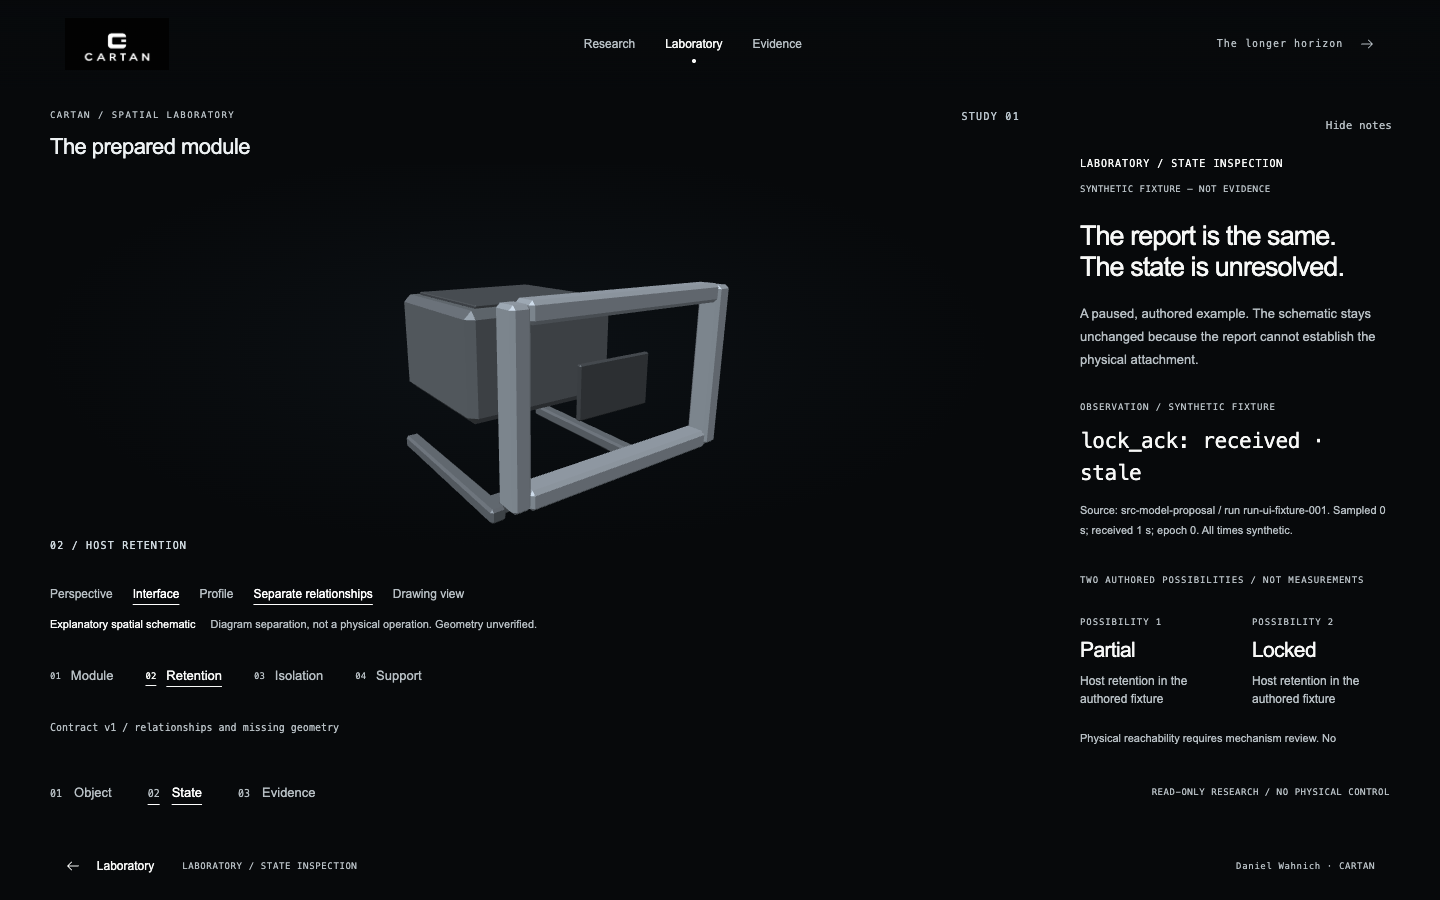 CARTAN
Research
Laboratory
Evidence
The longer horizon →
CARTAN / SPATIAL LABORATORY
The prepared module
STUDY 01
02 / HOST RETENTION
Perspective
Interface
Profile
Separate relationships
Drawing view
Explanatory spatial schematic
Diagram separation, not a physical operation. Geometry unverified.
01 Module
02 Retention
03 Isolation
04 Support
Contract v1 / relationships and missing geometry
01 Object
02 State
03 Evidence
Hide notes
LABORATORY / STATE INSPECTION
SYNTHETIC FIXTURE — NOT EVIDENCE
The report is the same.
The state is unresolved.
A paused, authored example. The schematic stays
unchanged because the report cannot establish the
physical attachment.
OBSERVATION / SYNTHETIC FIXTURE
lock_ack: received ·
stale
Source: src-model-proposal / run run-ui-fixture-001. Sampled 0
s; received 1 s; epoch 0. All times synthetic.
TWO AUTHORED POSSIBILITIES / NOT MEASUREMENTS
POSSIBILITY 1
Partial
Host retention in the
authored fixture
POSSIBILITY 2
Locked
Host retention in the
authored fixture
Physical reachability requires mechanism review. No
READ-ONLY RESEARCH / NO PHYSICAL CONTROL
← Laboratory
LABORATORY / STATE INSPECTION
Daniel Wahnich · CARTAN